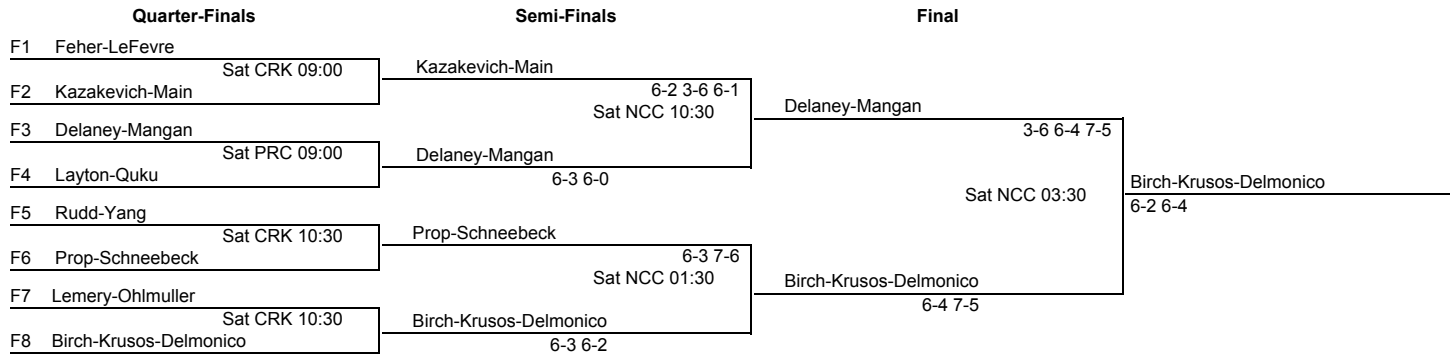 Quarter-Finals Semi-Finals Final
F1 Feher-LeFevre
Sat CRK 09:00
Kazakevich-Main
F2 Kazakevich-Main
6-2 3-6 6-1
Sat NCC 10:30
Delaney-Mangan
F3 Delaney-Mangan
3-6 6-4 7-5
Sat PRC 09:00
Delaney-Mangan
F4 Layton-Quku
6-3 6-0
Sat NCC 03:30
Birch-Krusos-Delmonico
6-2 6-4
F5 Rudd-Yang
Sat CRK 10:30
Prop-Schneebeck
F6 Prop-Schneebeck
6-3 7-6
Sat NCC 01:30
Birch-Krusos-Delmonico
F7 Lemery-Ohlmuller
6-4 7-5
Sat CRK 10:30
Birch-Krusos-Delmonico
F8 Birch-Krusos-Delmonico
6-3 6-2